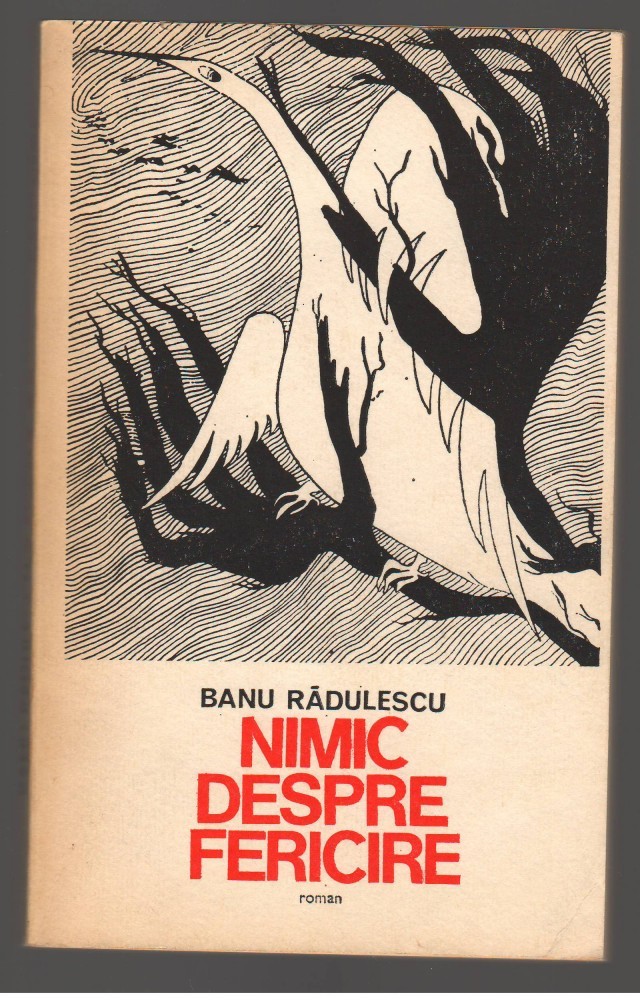 BANU RĂDULESCU
NIMIC
DESPRE
FERICIRE
roman